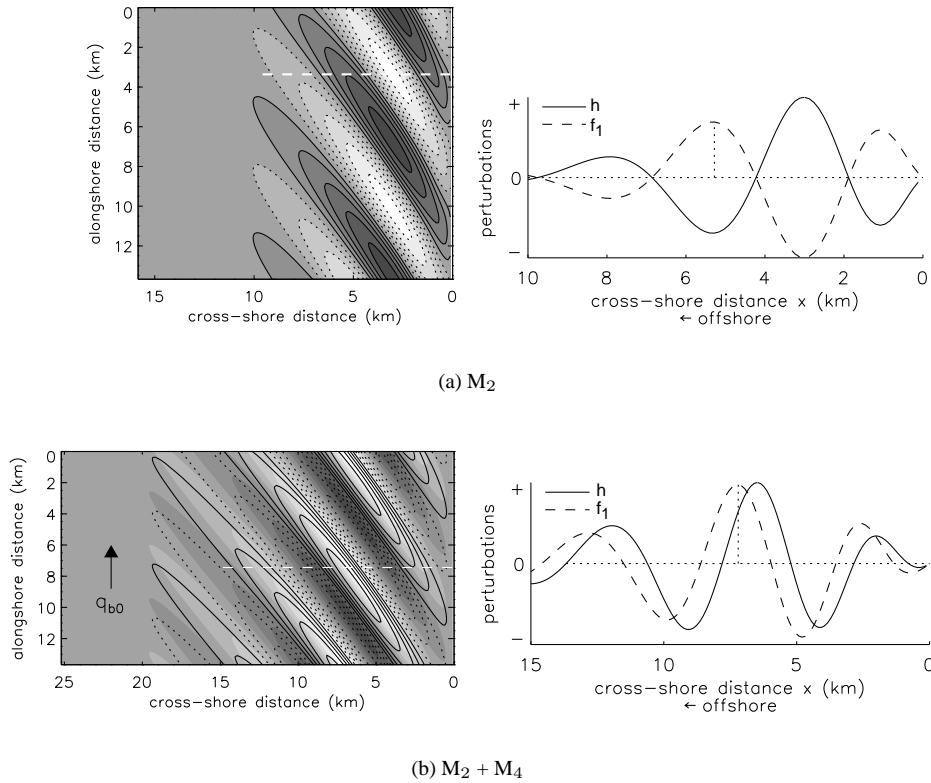 0
2
4
6
8
10
12
alongshore distance (km)
15
10
5
0
cross-shore distance (km)
h
f1
+
0
−
perturbations
10
8
6
4
2
0
cross-shore distance x (km)
← offshore
(a) M2
0
2
4
6
8
10
12
alongshore distance (km)
qb0
25
20
15
10
5
0
cross-shore distance (km)
h
f1
+
0
−
perturbations
15
10
5
0
cross-shore distance x (km)
← offshore
(b) M2 + M4